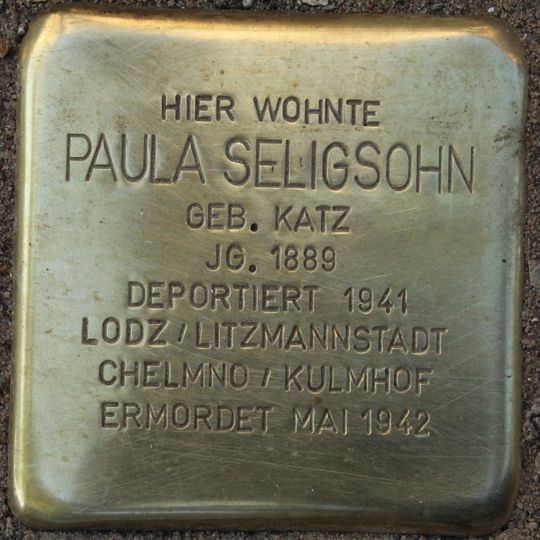 HIER WOHNTE
PAULA SELIGSOHN
GEB. KATZ
JG. 1889
DEPORTIERT 1941
LODZ / LITZMANNSTADT
CHELMNO / KULMHOF
ERMORDET MAI 1942